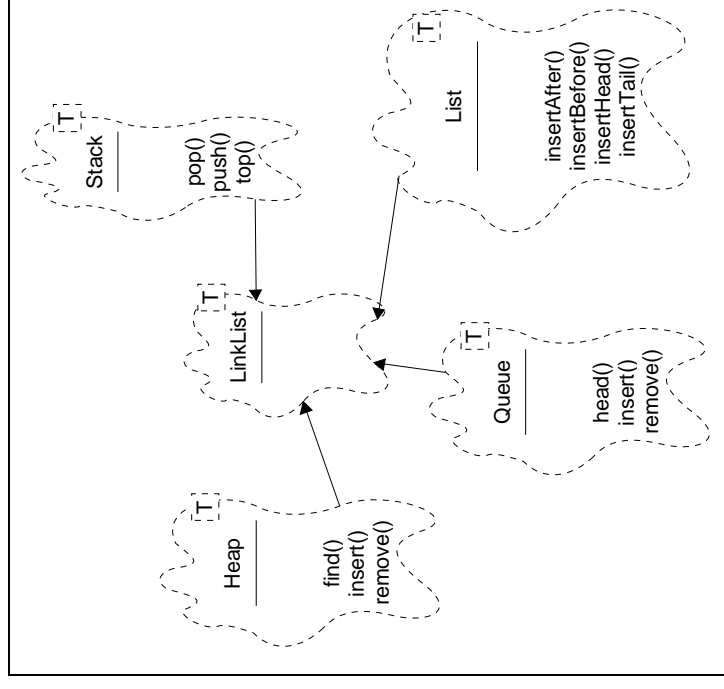 T
Heap
find()
insert()
remove()
T
LinkList
T
Stack
pop()
push()
top()
T
Queue
head()
insert()
remove()
T
List
insertAfter()
insertBefore()
insertHead()
insertTail()